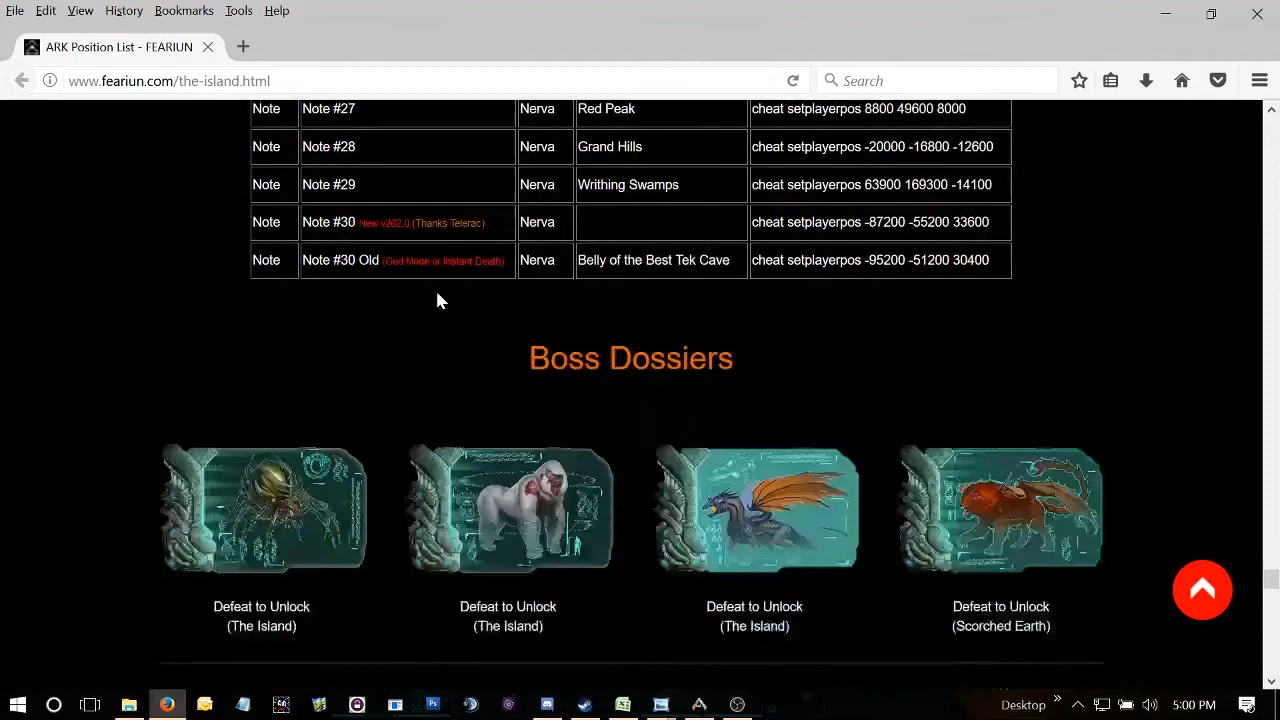 File Edit View History Bookmarks Tools Help
ARK Position List - FEARIUN
www.feariun.com/the-island.html
Search
Note Note #27 Nerva Red Peak cheat setplayerpos 8800 49600 8000
Note Note #28 Nerva Grand Hills cheat setplayerpos -20000 -16800 -12600
Note Note #29 Nerva Writhing Swamps cheat setplayerpos 63900 169300 -14100
Note Note #30 New v262.0 (Thanks Telerac) Nerva cheat setplayerpos -87200 -55200 33600
Note Note #30 Old (God Mode or Instant Death) Nerva Belly of the Best Tek Cave cheat setplayerpos -95200 -51200 30400
Boss Dossiers
Defeat to Unlock
(The Island)
Defeat to Unlock
(The Island)
Defeat to Unlock
(The Island)
Defeat to Unlock
(Scorched Earth)
Desktop
5:00 PM